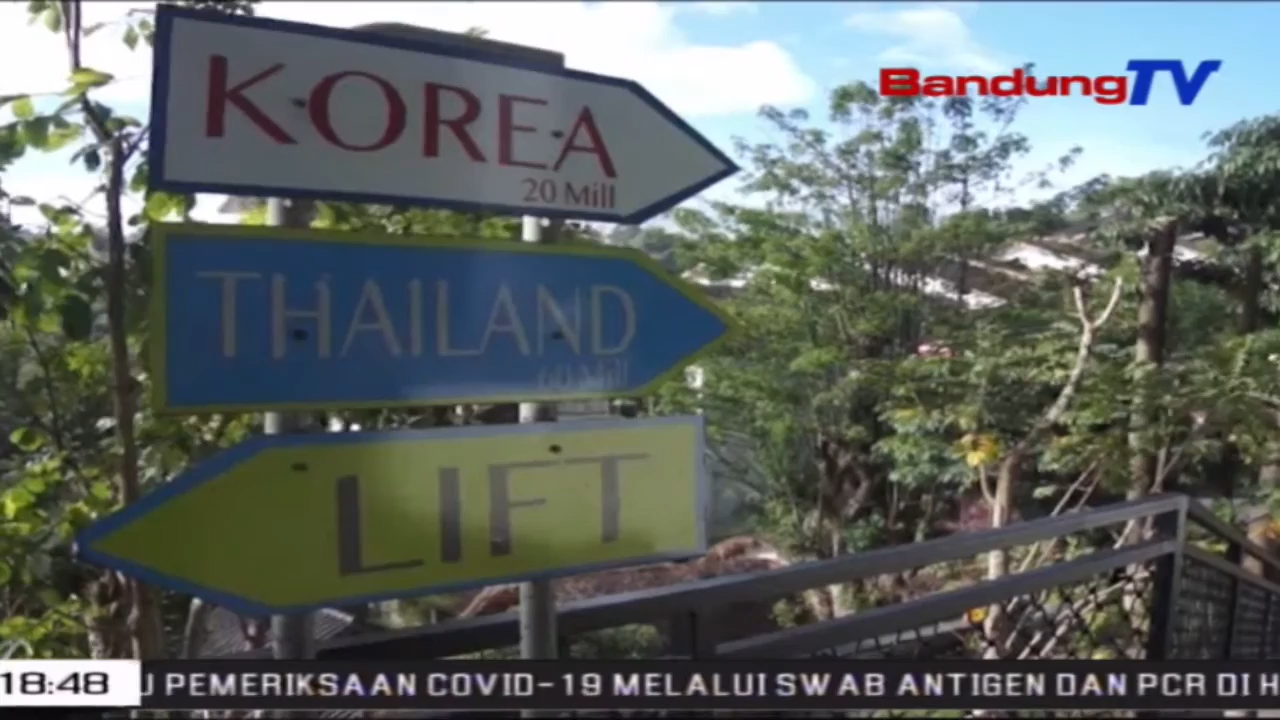 KOREA
20 Mill
BandungTV
THAILAND
LIFT
18:48
PEMERIKSAAN COVID-19 MELALUI SWAB ANTIGEN DAN PCR DI